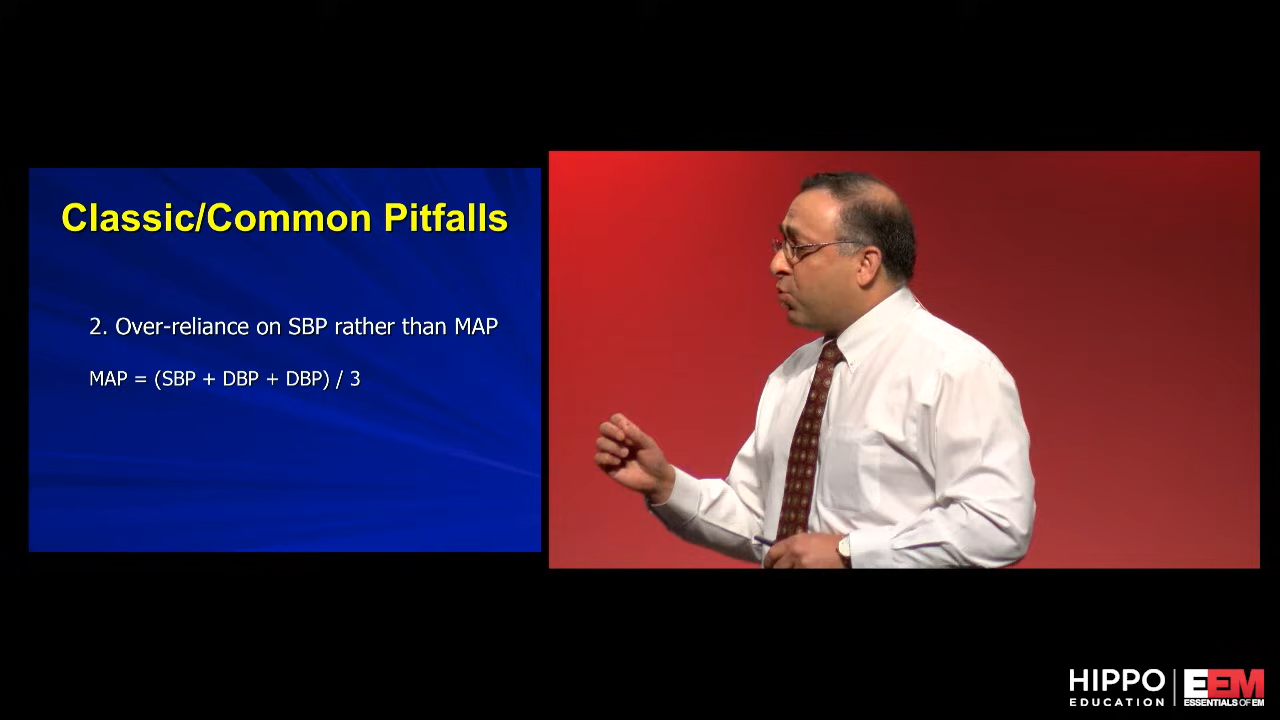 Classic/Common Pitfalls
2. Over-reliance on SBP rather than MAP
MAP = (SBP + DBP + DBP) / 3
HIPPO
EDUCATION
EEM
ESSENTIALS OF EM